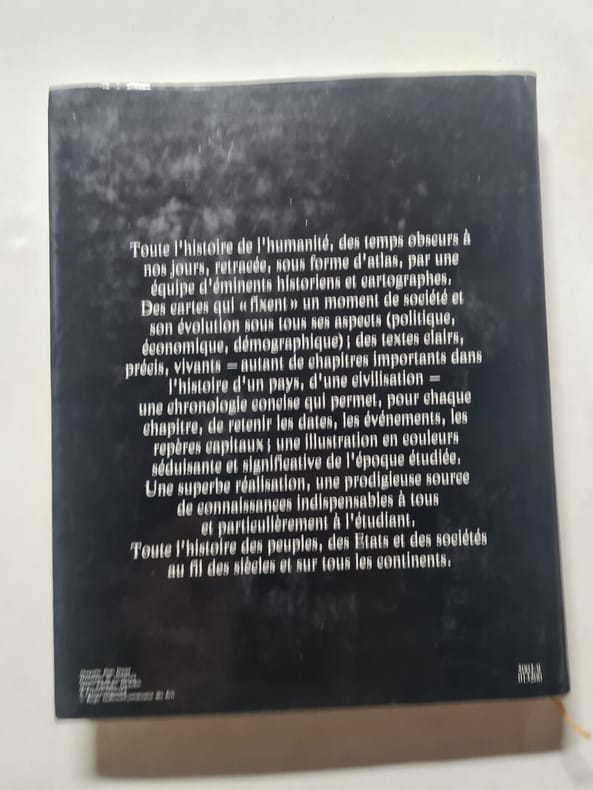 Toute l'histoire de l'humanité, des temps obscurs à
nos jours, retracée, sous forme d'atlas, par une
équipe d'éminents historiens et cartographes.
Des cartes qui « fixent » un moment de société et
son évolution sous tous ses aspects (politique,
économique, démographique) ; des textes clairs,
précis, vivants = autant de chapitres importants dans
l'histoire d'un pays, d'une civilisation =
une chronologie concise qui permet, pour chaque
chapitre, de retenir les dates, les événements, les
repères capitaux ; une illustration en couleurs
séduisante et significative de l'époque étudiée.
Une superbe réalisation, une prodigieuse source
de connaissances indispensables à tous
et particulièrement à l'étudiant.
Toute l'histoire des peuples, des Etats et des sociétés
au fil des siècles et sur tous les continents.